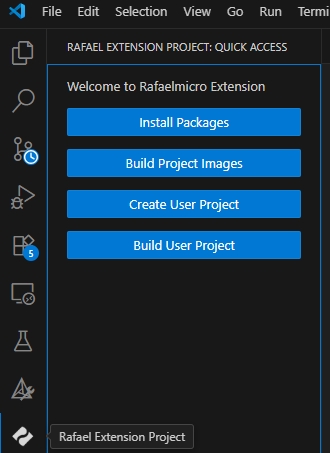 File Edit Selection View Go Run Termin
RAFAEL EXTENSION PROJECT: QUICK ACCESS
Welcome to Rafaelmicro Extension
Install Packages
Build Project Images
Create User Project
Build User Project
5
Rafael Extension Project